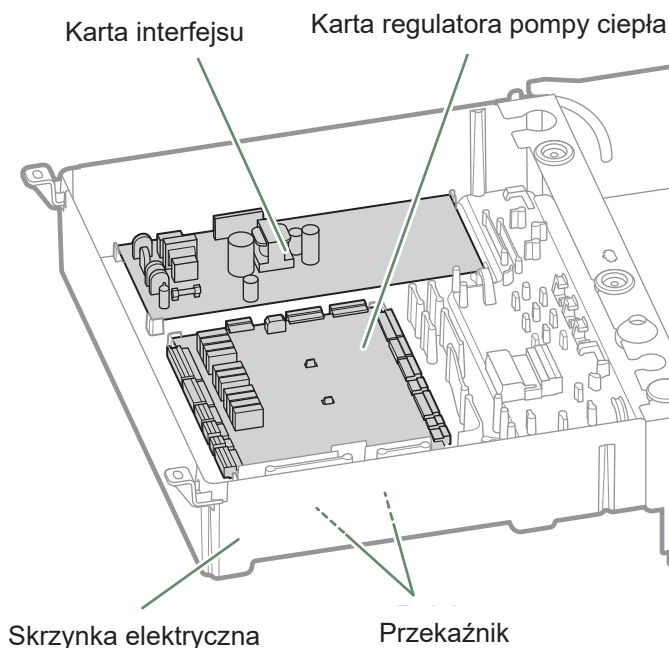 Karta interfejsu
Karta regulatora pompy ciepła
Skrzynka elektryczna
Przekaźnik